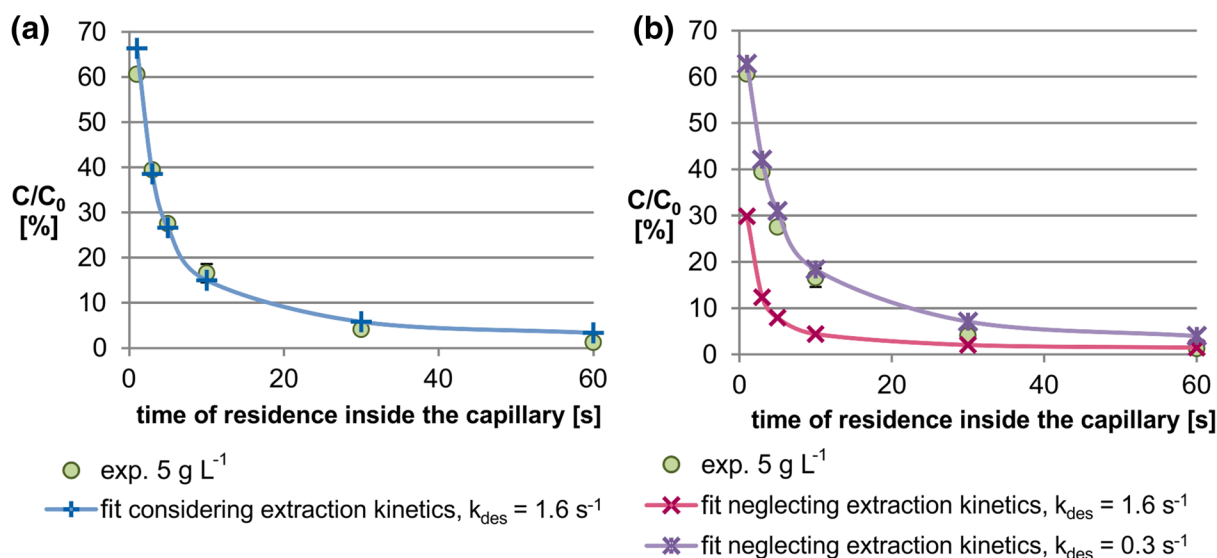 (a)
70
60
50
40
30
20
10
0
C/C₀
[%]
0
20
40
60
time of residence inside the capillary [s]
exp. 5 g L⁻¹
fit considering extraction kinetics, k_des = 1.6 s⁻¹
(b)
70
60
50
40
30
20
10
0
C/C₀
[%]
0
20
40
60
time of residence inside the capillary [s]
exp. 5 g L⁻¹
fit neglecting extraction kinetics, k_des = 1.6 s⁻¹
fit neglecting extraction kinetics, k_des = 0.3 s⁻¹